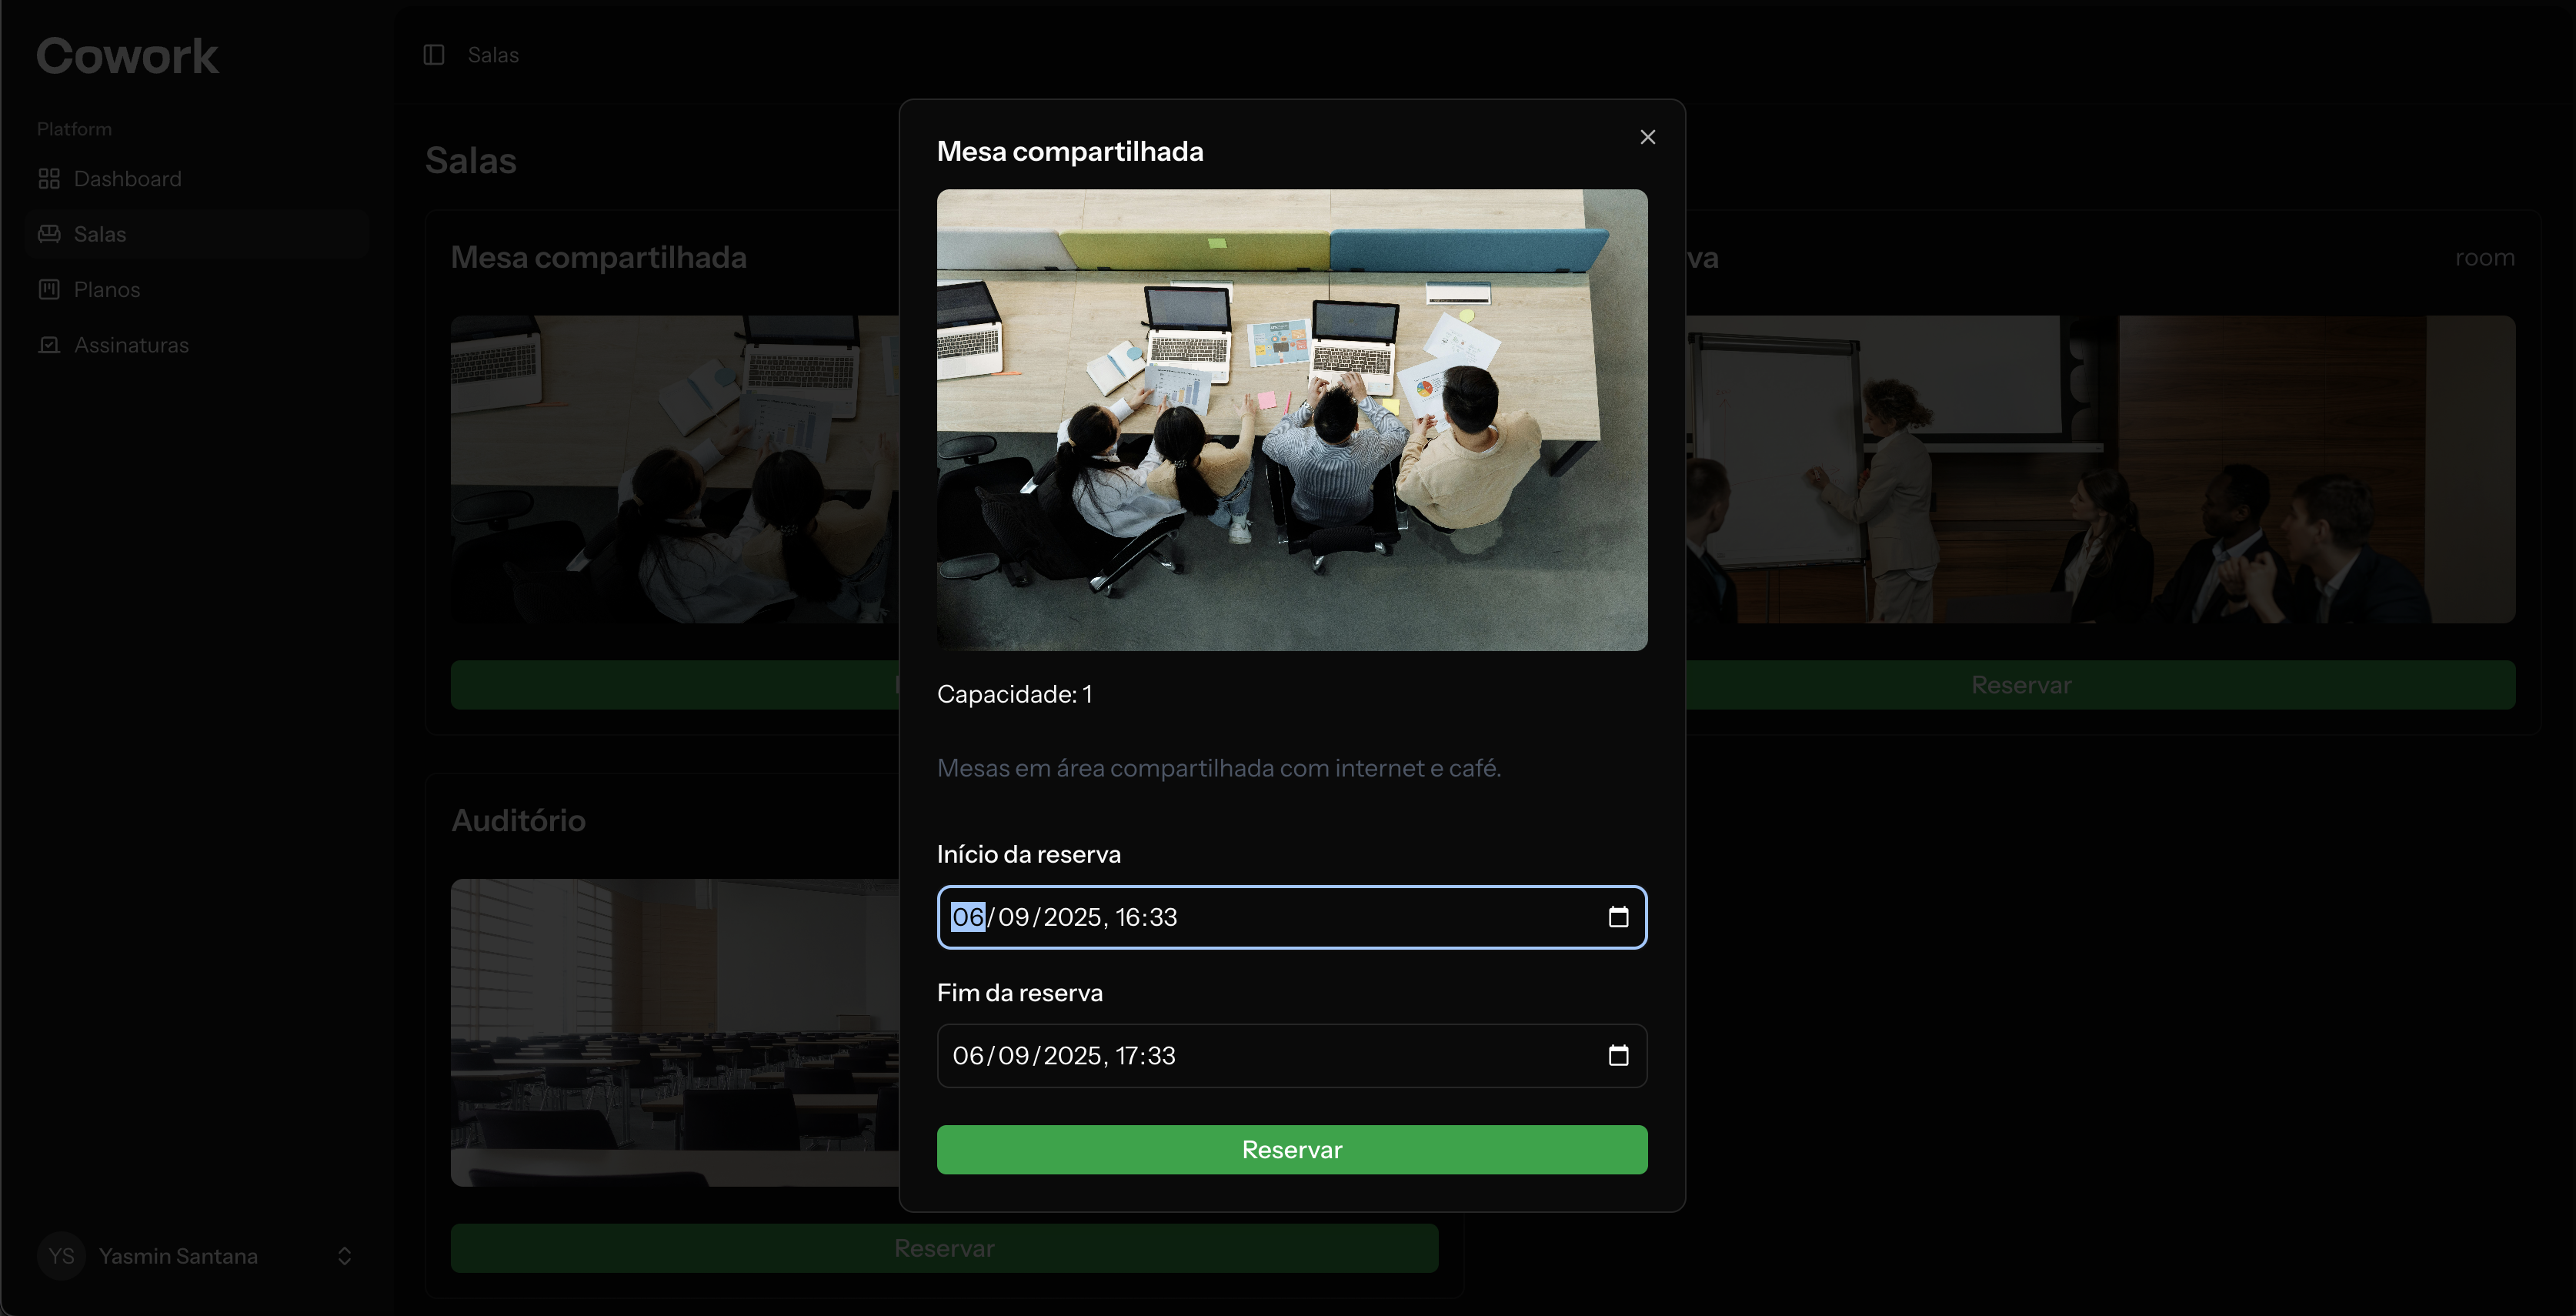 Cowork
Platform
Dashboard
Salas
Planos
Assinaturas
YS Yasmin Santana
Salas
Salas
Mesa compartilhada
room
Reservar
Auditório
Reservar
Mesa compartilhada
Capacidade: 1
Mesas em área compartilhada com internet e café.
Início da reserva
06/09/2025, 16:33
Fim da reserva
06/09/2025, 17:33
Reservar